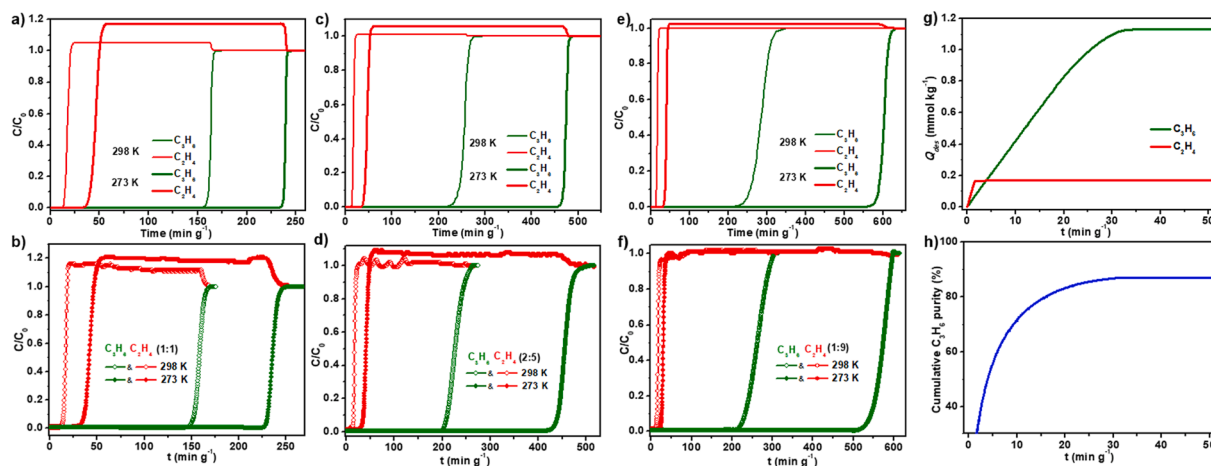 a)
C/C₀
1.2
1.0
0.8
0.6
0.4
0.2
0.0
298 K
C₃H₆
C₂H₄
273 K
C₃H₆
C₂H₄
0 50 100 150 200 250
Time (min g⁻¹)
c)
C/C₀
1.0
0.8
0.6
0.4
0.2
0.0
298 K
C₃H₆
C₂H₄
273 K
C₃H₆
C₂H₄
0 100 200 300 400 500
Time (min g⁻¹)
e)
C/C₀
1.0
0.8
0.6
0.4
0.2
0.0
298 K
C₃H₆
C₂H₄
273 K
C₃H₆
C₂H₄
0 100 200 300 400 500 600
Time (min g⁻¹)
g)
Q_des (mmol kg⁻¹)
1.2
1.0
0.8
0.6
0.4
0.2
0.0
C₃H₆
C₂H₄
0 10 20 30 40 50
t (min g⁻¹)
b)
C/C₀
1.2
1.0
0.8
0.6
0.4
0.2
0.0
C₃H₆ C₂H₄ (1:1)
& 298 K
& 273 K
0 50 100 150 200 250
t (min g⁻¹)
d)
C/C₀
1.0
0.8
0.6
0.4
0.2
0.0
C₃H₆ C₂H₄ (2:5)
& 298 K
& 273 K
0 100 200 300 400 500
t (min g⁻¹)
f)
C/C₀
1.0
0.8
0.6
0.4
0.2
0.0
C₃H₆ C₂H₄ (1:9)
& 298 K
& 273 K
0 100 200 300 400 500 600
t (min g⁻¹)
h)
Cumulative C₃H₆ purity (%)
100
80
60
40
0 10 20 30 40 50
t (min g⁻¹)